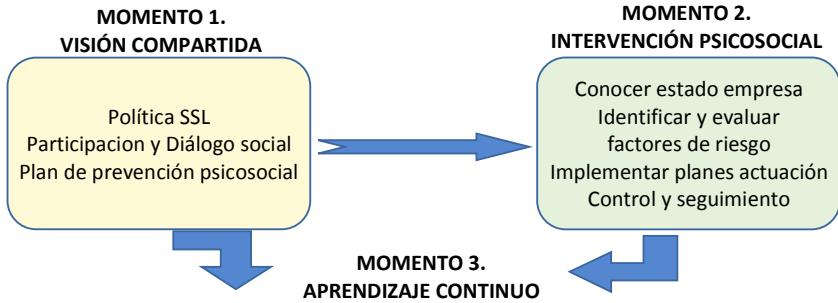 MOMENTO 1.
VISIÓN COMPARTIDA
Política SSL
Participacion y Diálogo social
Plan de prevención psicosocial
MOMENTO 2.
INTERVENCIÓN PSICOSOCIAL
Conocer estado empresa
Identificar y evaluar
factores de riesgo
Implementar planes actuación
Control y seguimiento
MOMENTO 3.
APRENDIZAJE CONTINUO